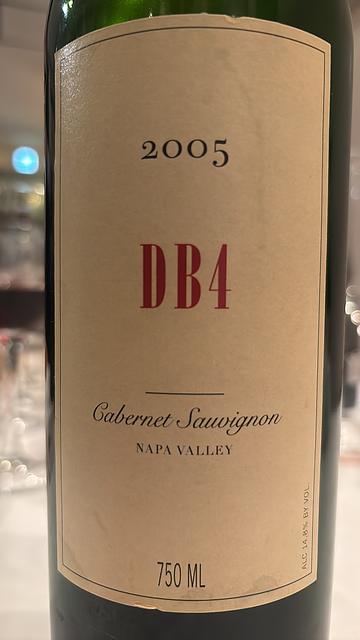 2005
DB4
Cabernet Sauvignon
NAPA VALLEY
750 ML
ALC 14.8% BY VOL.